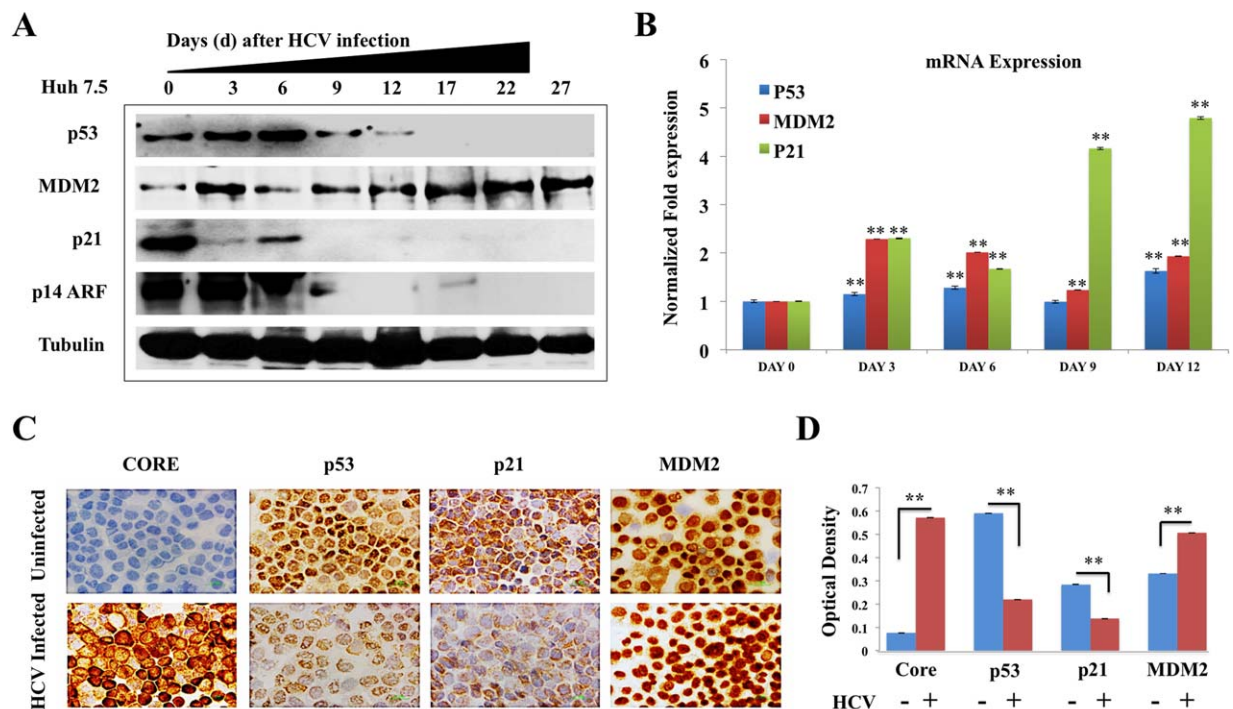 A
Days (d) after HCV infection
Huh 7.5 0 3 6 9 12 17 22 27
p53
MDM2
p21
p14 ARF
Tubulin
B
mRNA Expression
P53
MDM2
P21
Normalized Fold expression
6
5
4
3
2
1
0
** ** **
** ** **
** **
** ** **
DAY 0 DAY 3 DAY 6 DAY 9 DAY 12
C
CORE p53 p21 MDM2
Uninfected
HCV Infected
D
Optical Density
0.7
0.6
0.5
0.4
0.3
0.2
0.1
0
** ** ** **
Core p53 p21 MDM2
HCV - + - + - + - +